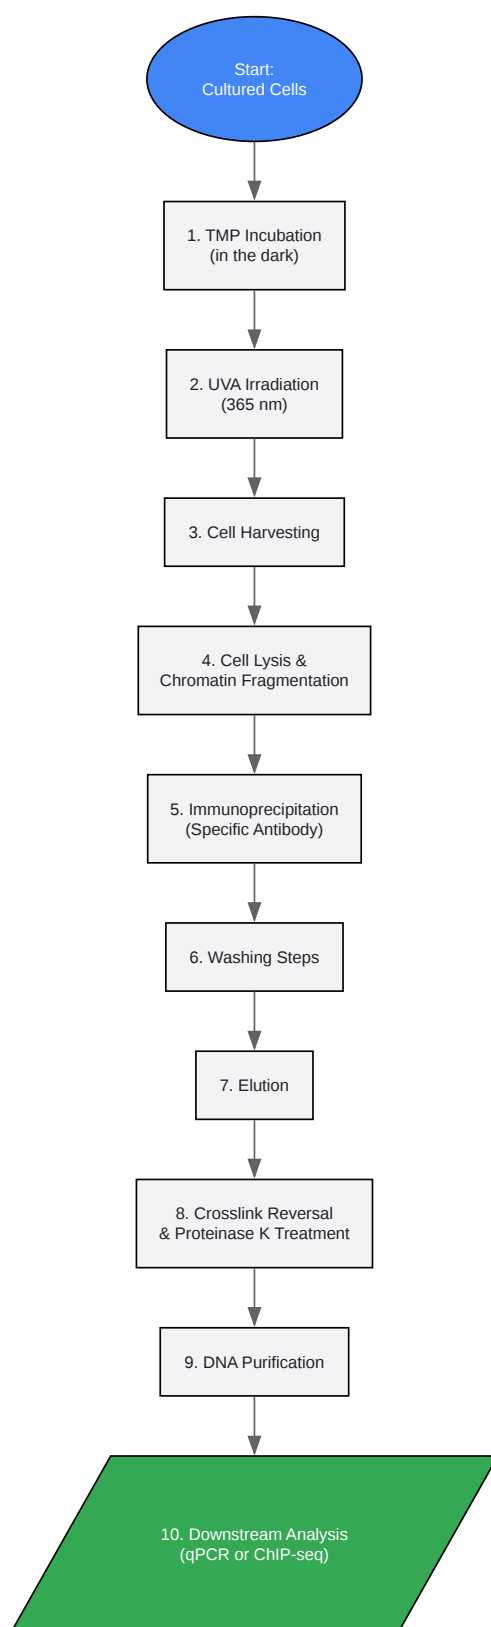 Start:
Cultured Cells
1. TMP Incubation
(in the dark)
2. UVA Irradiation
(365 nm)
3. Cell Harvesting
4. Cell Lysis &
Chromatin Fragmentation
5. Immunoprecipitation
(Specific Antibody)
6. Washing Steps
7. Elution
8. Crosslink Reversal
& Proteinase K Treatment
9. DNA Purification
10. Downstream Analysis
(qPCR or ChIP-seq)